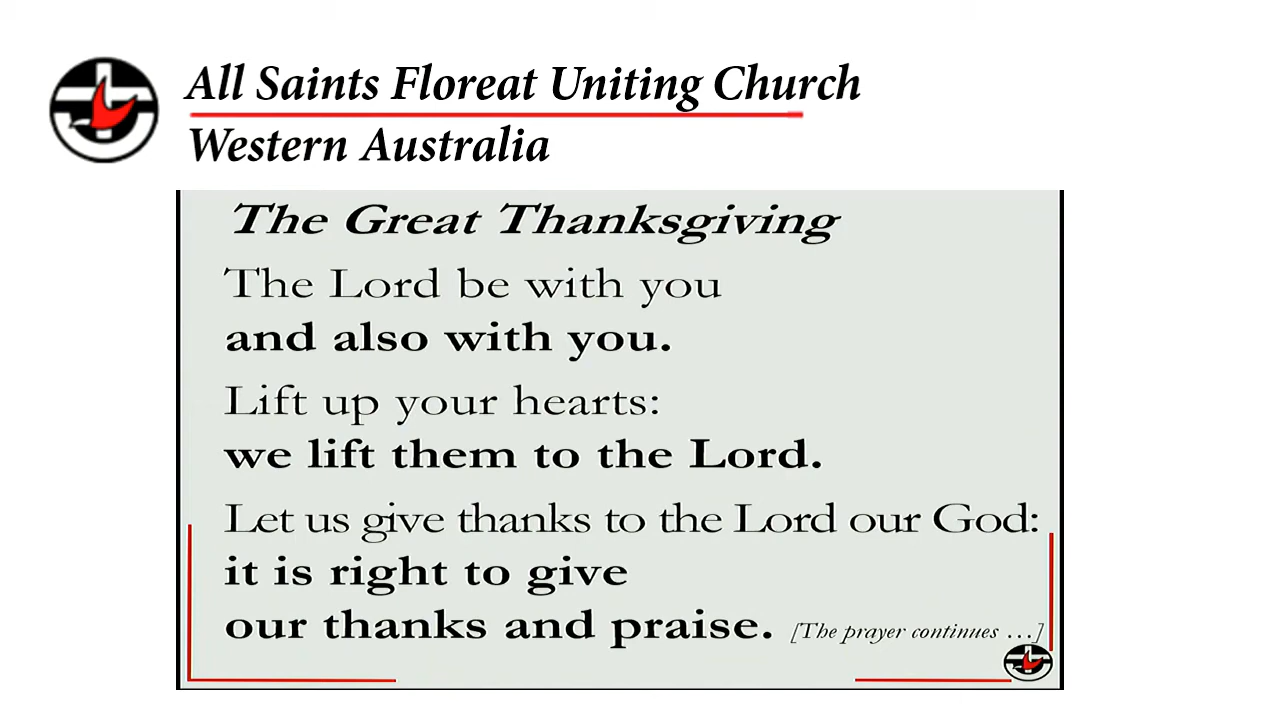 All Saints Floreat Uniting Church
Western Australia
The Great Thanksgiving
The Lord be with you
and also with you.
Lift up your hearts:
we lift them to the Lord.
Let us give thanks to the Lord our God:
it is right to give
our thanks and praise. [The prayer continues …]